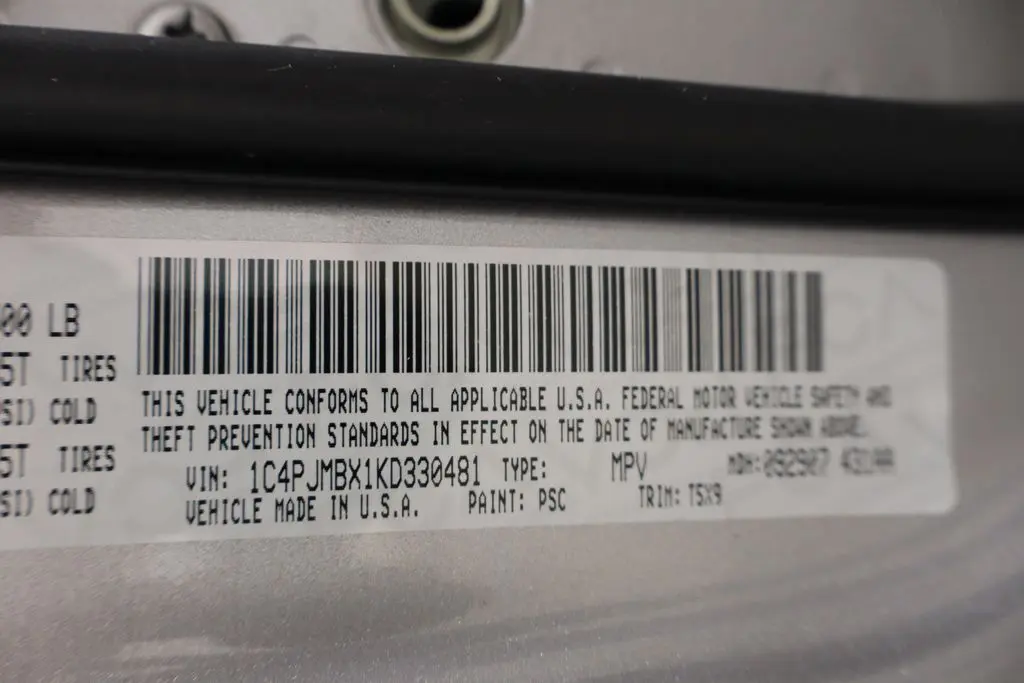 00 LB
5T TIRES
SI) COLD
5T TIRES
SI) COLD
THIS VEHICLE CONFORMS TO ALL APPLICABLE U.S.A. FEDERAL MOTOR VEHICLE SAFETY AND
THEFT PREVENTION STANDARDS IN EFFECT ON THE DATE OF MANUFACTURE SHOWN ABOVE.
VIN: 1C4PJMBX1KD330481 TYPE: MPV MDH:
VEHICLE MADE IN U.S.A. PAINT: PSC TRIM: TSX9